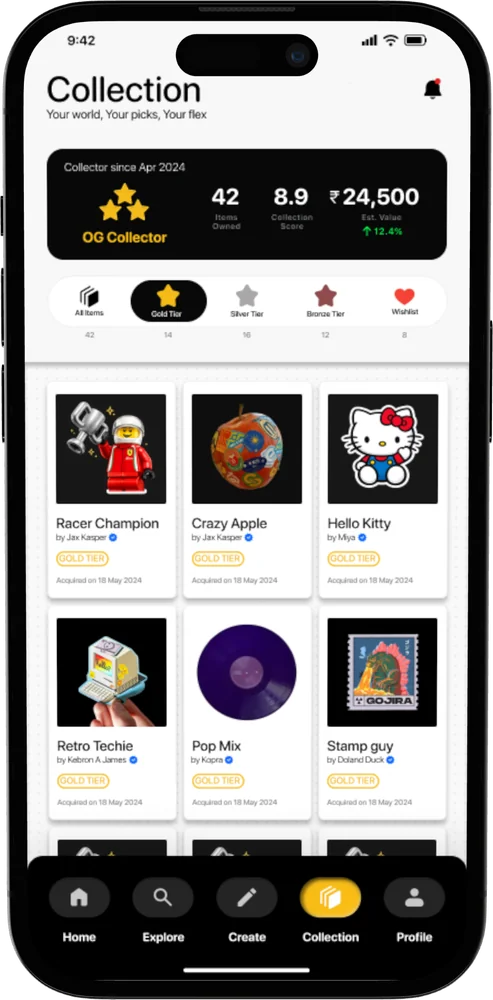 9:42
Collection
Your world, Your picks, Your flex
Collector since Apr 2024
OG Collector
42
Items
Owned
8.9
Collection
Score
₹24,500
Est. Value
↑ 12.4%
All Items
Gold Tier
Silver Tier
Bronze Tier
Wishlist
42
14
16
12
8
Racer Champion
by Jax Kasper
GOLD TIER
Acquired on 18 May 2024
Crazy Apple
by Jax Kasper
GOLD TIER
Acquired on 18 May 2024
Hello Kitty
by Miya
GOLD TIER
Acquired on 18 May 2024
GOJIRA
Retro Techie
by Kebron A James
GOLD TIER
Acquired on 18 May 2024
Pop Mix
by Kopra
GOLD TIER
Acquired on 18 May 2024
Stamp guy
by Doland Duck
GOLD TIER
Acquired on 18 May 2024
Home
Explore
Create
Collection
Profile